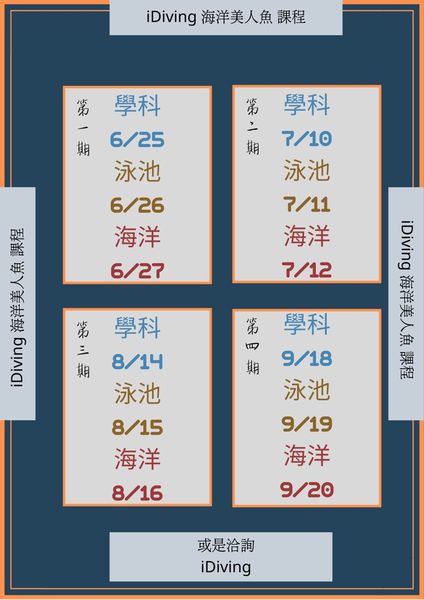 iDiving 海洋美人魚 課程
第一期
學科
6/25
泳池
6/26
海洋
6/27
第二期
學科
7/10
泳池
7/11
海洋
7/12
iDiving 海洋美人魚 課程
iDiving 海洋美人魚 課程
第三期
學科
8/14
泳池
8/15
海洋
8/16
第四期
學科
9/18
泳池
9/19
海洋
9/20
或是洽詢
iDiving